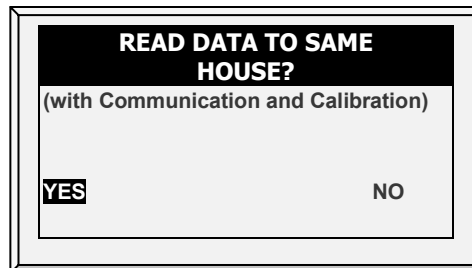 READ DATA TO SAME
HOUSE?
(with Communication and Calibration)
YES NO